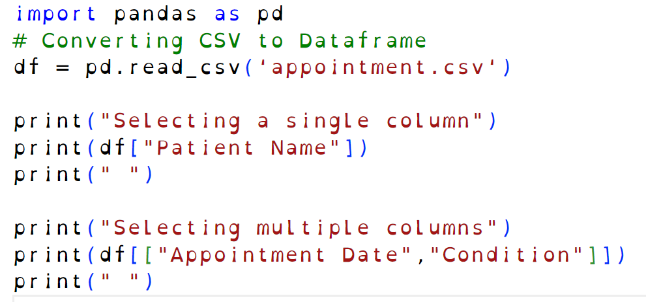 import pandas as pd
# Converting CSV to Dataframe
df = pd.read_csv('appointment.csv')
print("Selecting a single column")
print(df["Patient Name"])
print(" ")
print("Selecting multiple columns")
print(df[["Appointment Date","Condition"]])
print(" ")